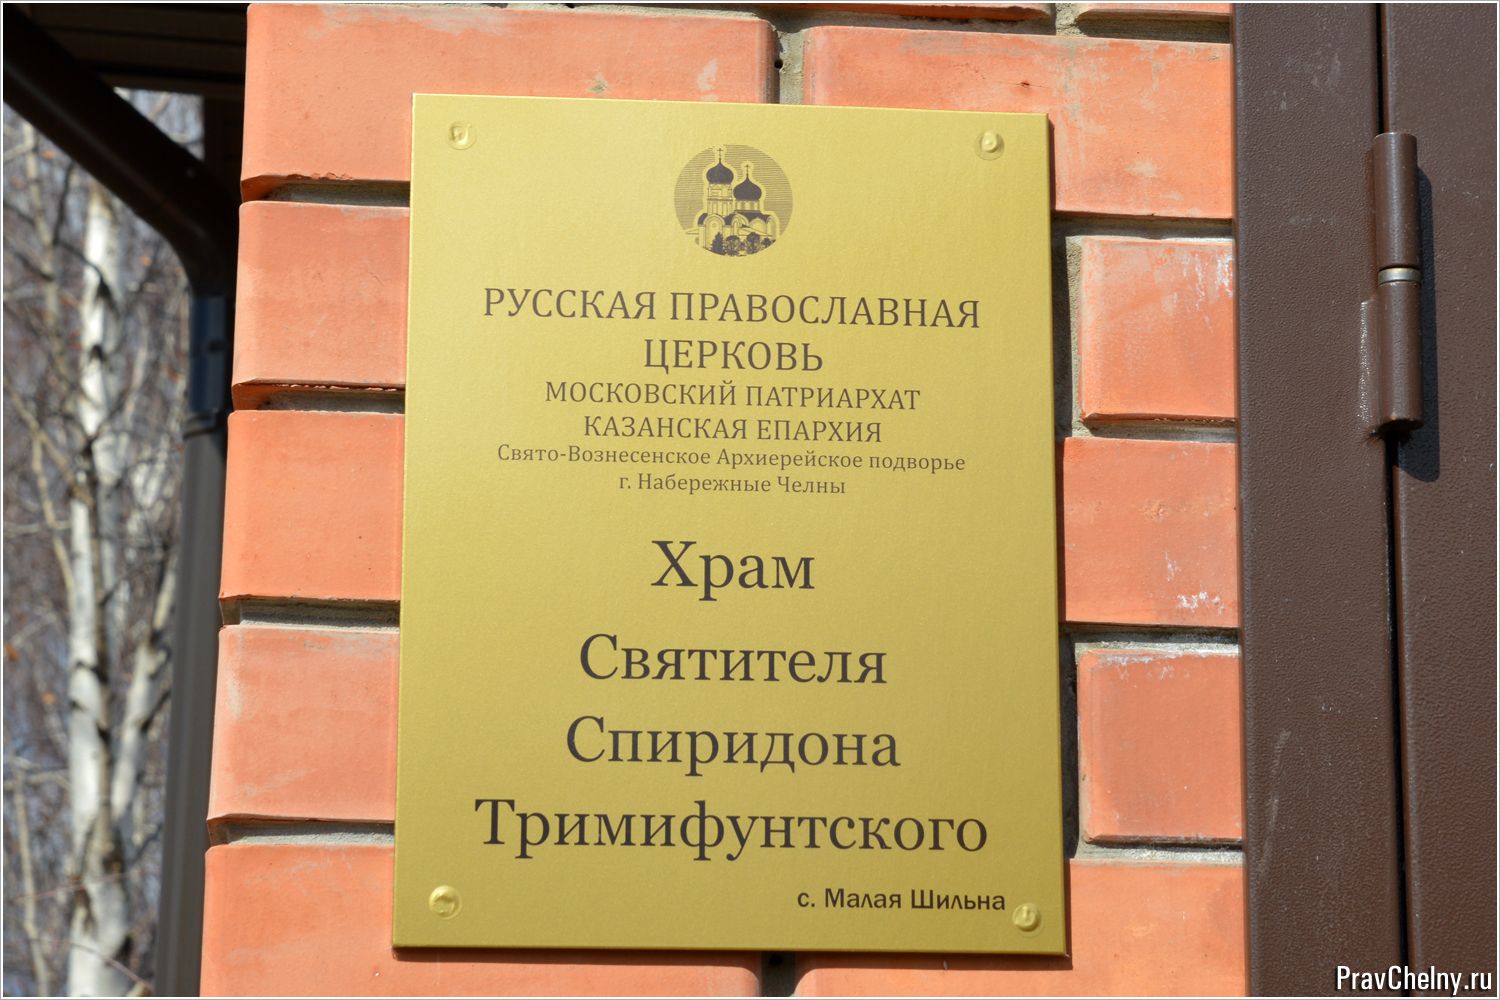 РУССКАЯ ПРАВОСЛАВНАЯ
ЦЕРКОВЬ
МОСКОВСКИЙ ПАТРИАРХАТ
КАЗАНСКАЯ ЕПАРХИЯ
Свято-Вознесенское Архиерейское подворье
г. Набережные Челны
Храм
Святителя
Спиридона
Тримифунтского
с. Малая Шильна
PravChelny.ru